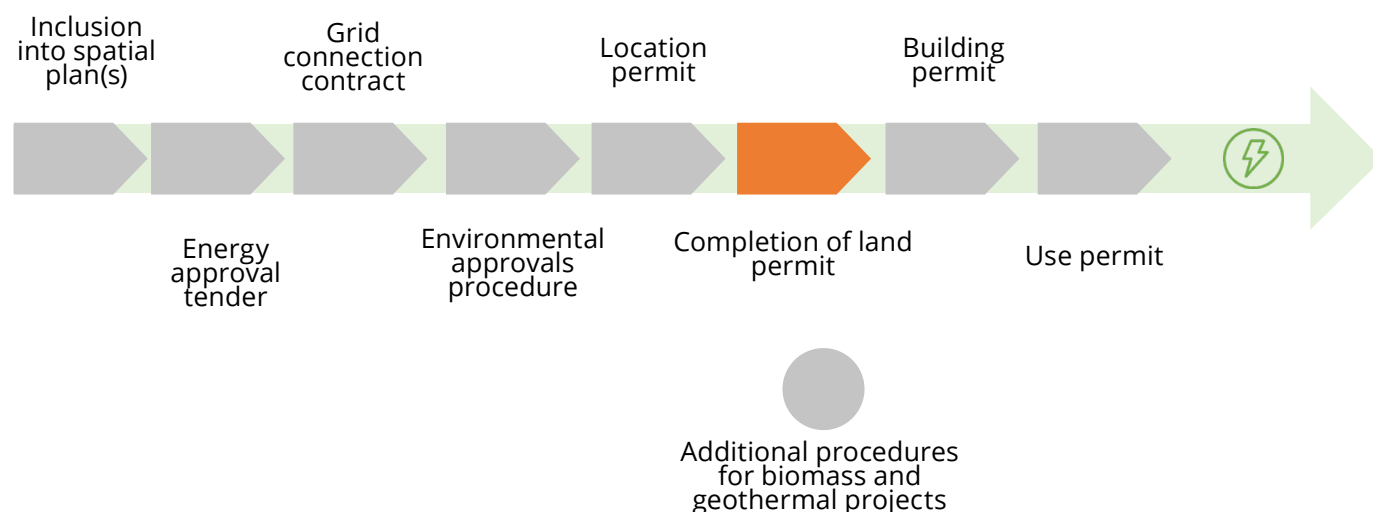 Inclusion
into spatial
plan(s)
Energy
approval
tender
Grid
connection
contract
Environmental
approvals
procedure
Location
permit
Completion of land
permit
Building
permit
Use permit
Additional procedures
for biomass and
geothermal projects